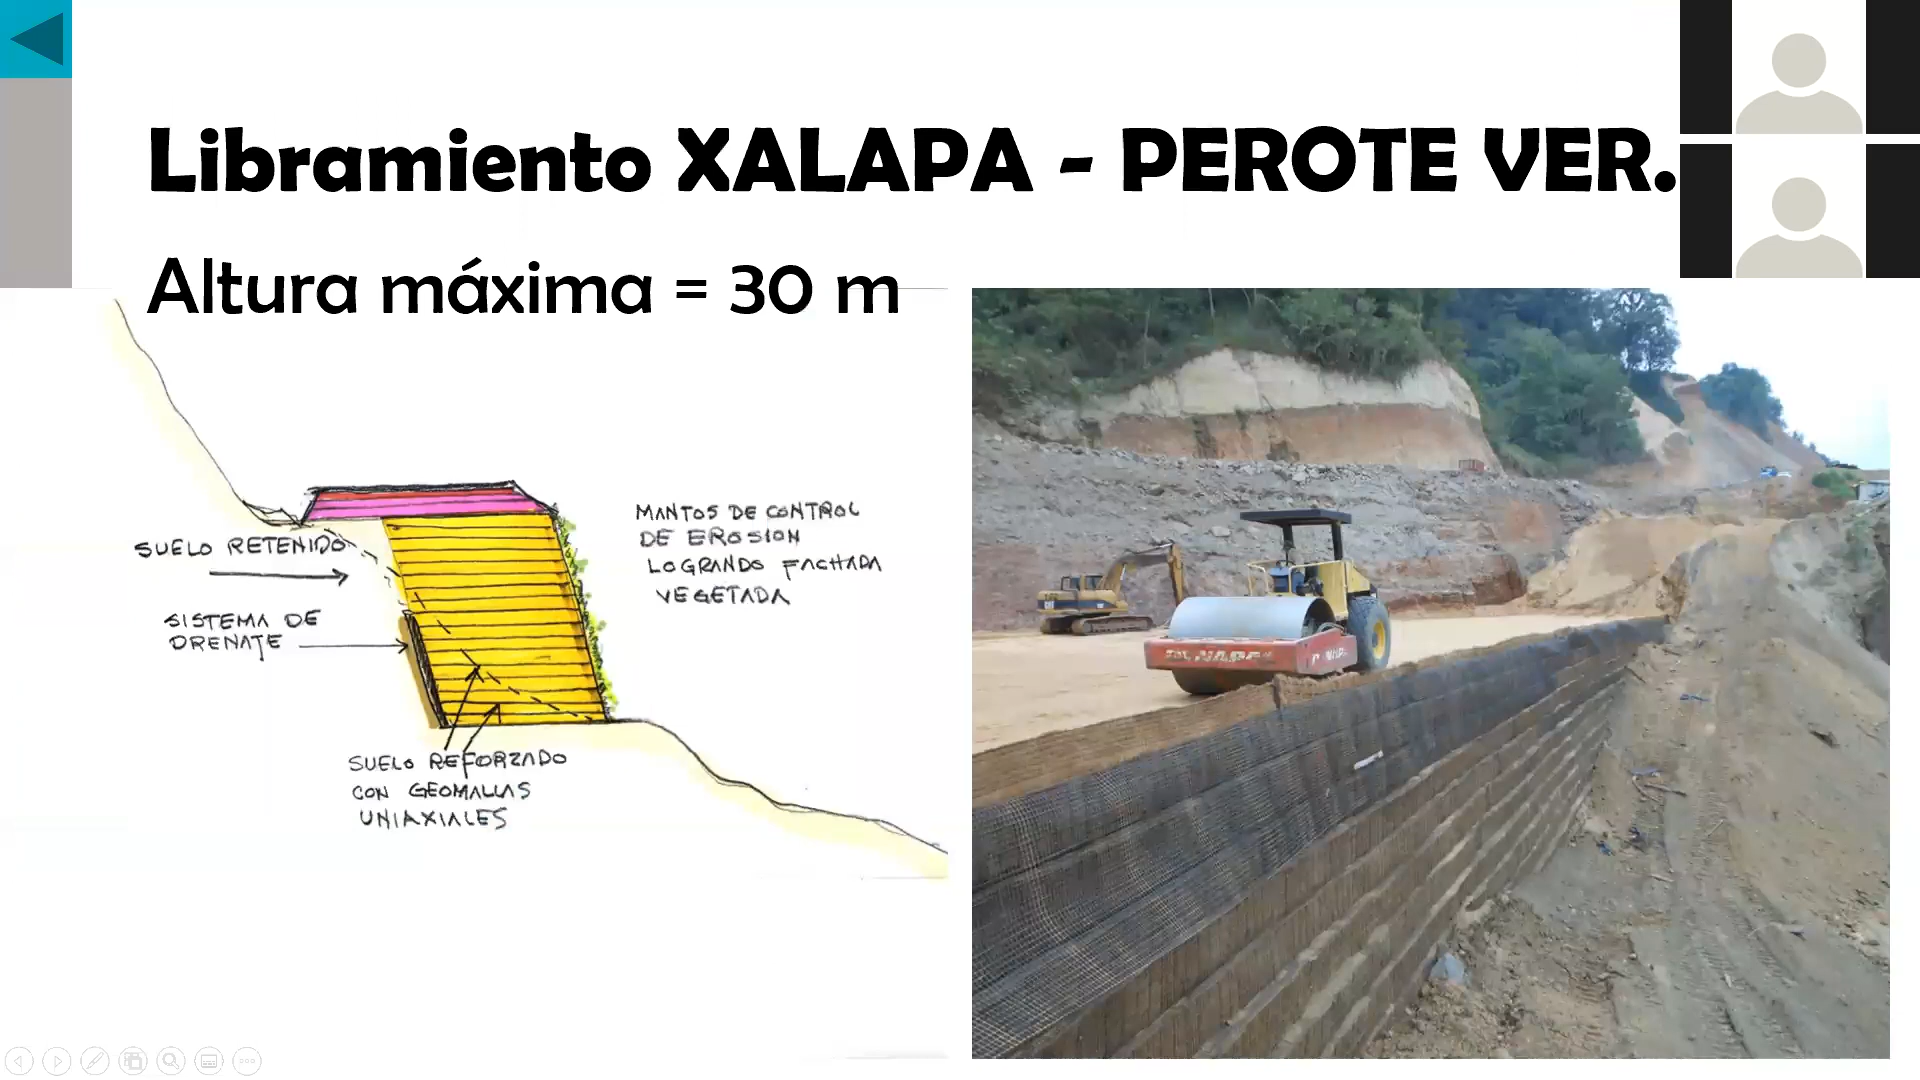 Libramiento XALAPA - PEROTE VER.
Altura máxima = 30 m
SUELO RETENIDO
SISTEMA DE
DRENAJE
MANTOS DE CONTROL
DE EROSION
LOGRANDO FACHADA
VEGETADA
SUELO REFORZADO
CON GEOMALLAS
UNIAXIALES